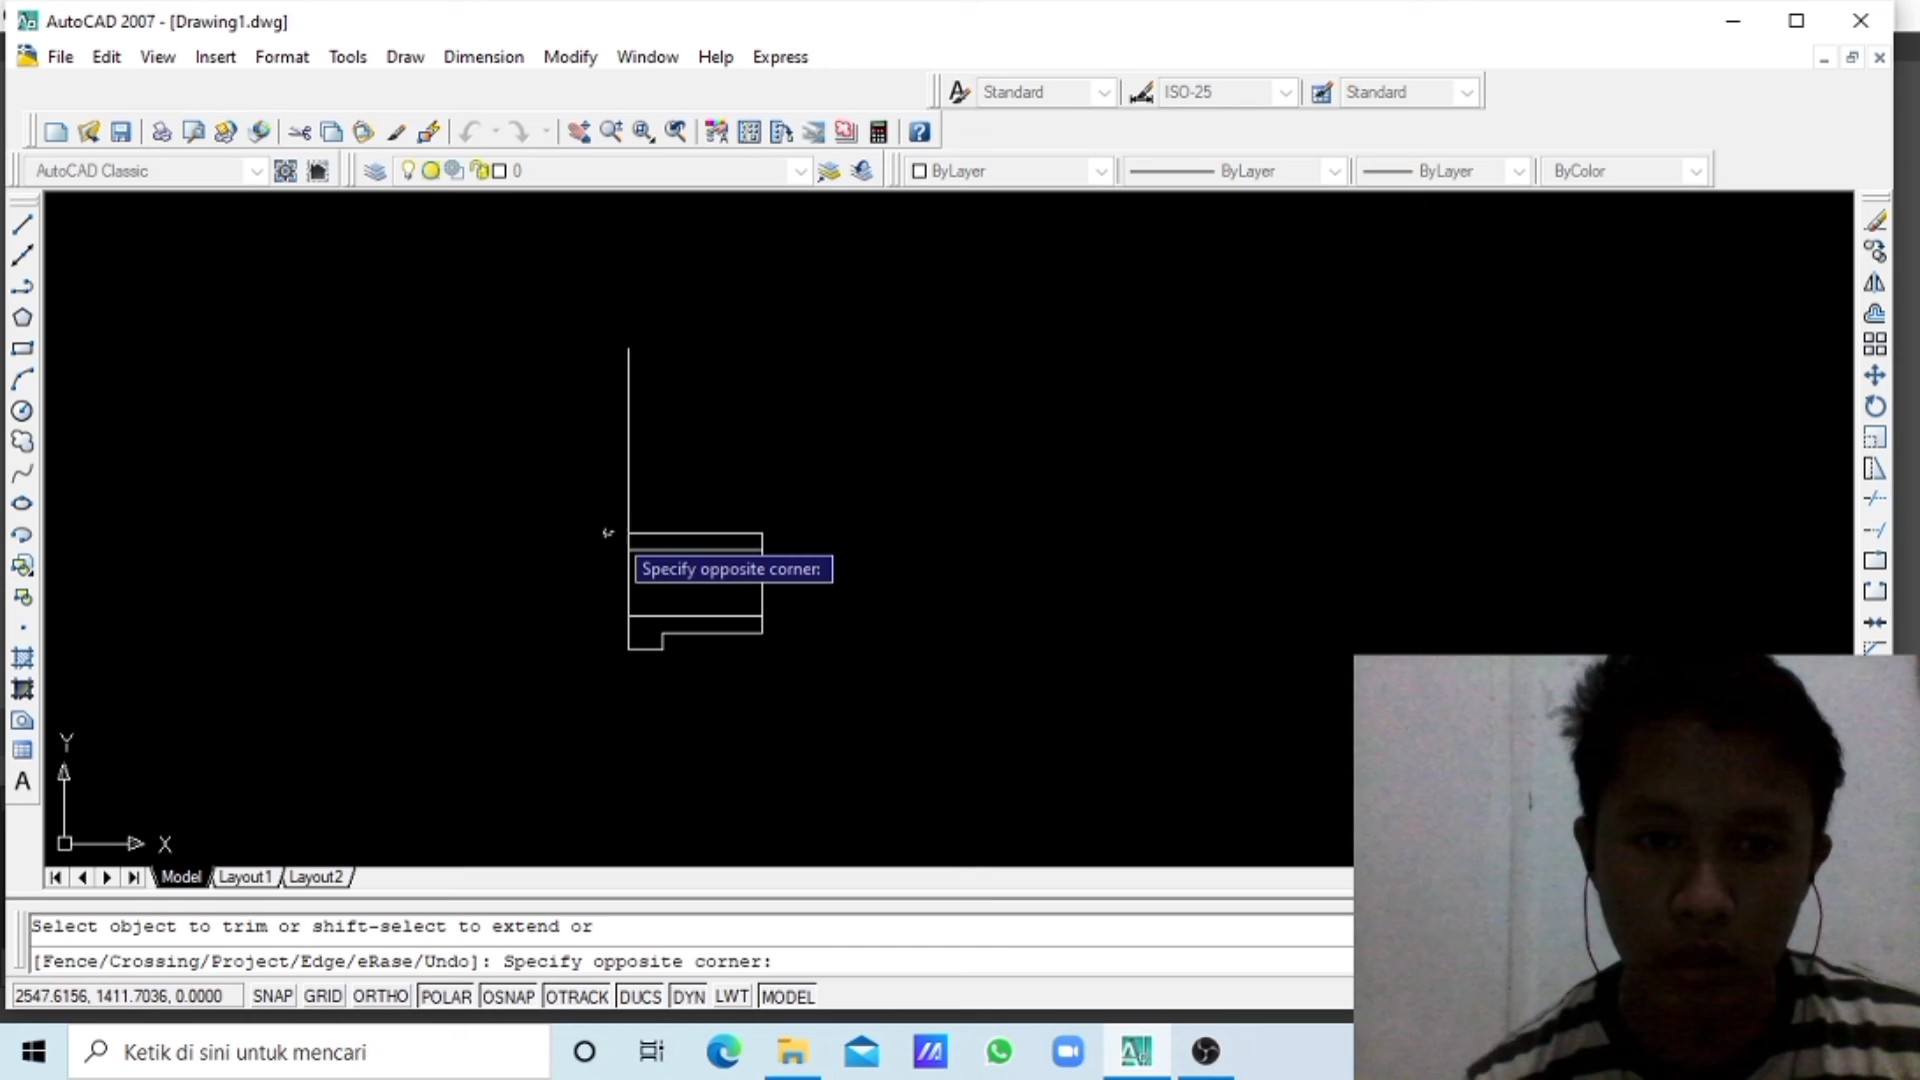 AutoCAD 2007 - [Drawing1.dwg]
File Edit View Insert Format Tools Draw Dimension Modify Window Help Express
Standard ISO-25 Standard
AutoCAD Classic 0 ByLayer ByLayer ByLayer ByColor
Specify opposite corner:
Y
X
A
Model Layout1 Layout2
Select object to trim or shift-select to extend or
[Fence/Crossing/Project/Edge/eRase/Undo]: Specify opposite corner:
2547.6156, 1411.7036, 0.0000 SNAP GRID ORTHO POLAR OSNAP OTRACK DUCS DYN LWT MODEL
Ketik di sini untuk mencari